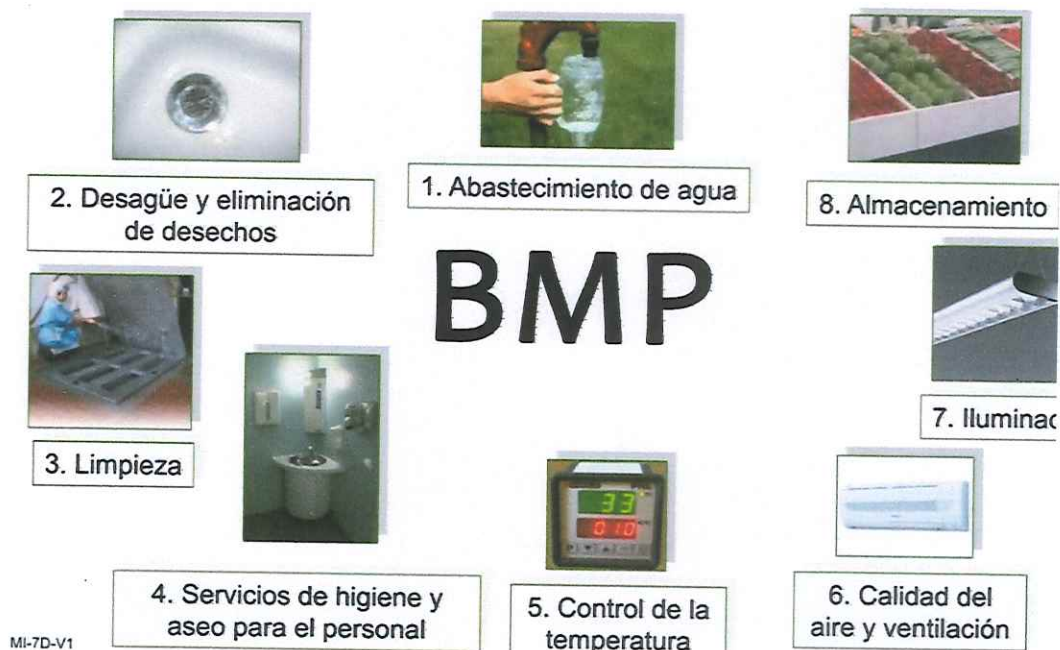 2. Desagüe y eliminación
de desechos
1. Abastecimiento de agua
8. Almacenamiento
BMP
3. Limpieza
7. Iluminac
4. Servicios de higiene y
aseo para el personal
5. Control de la
temperatura
33
010
6. Calidad del
aire y ventilación
MI-7D-V1